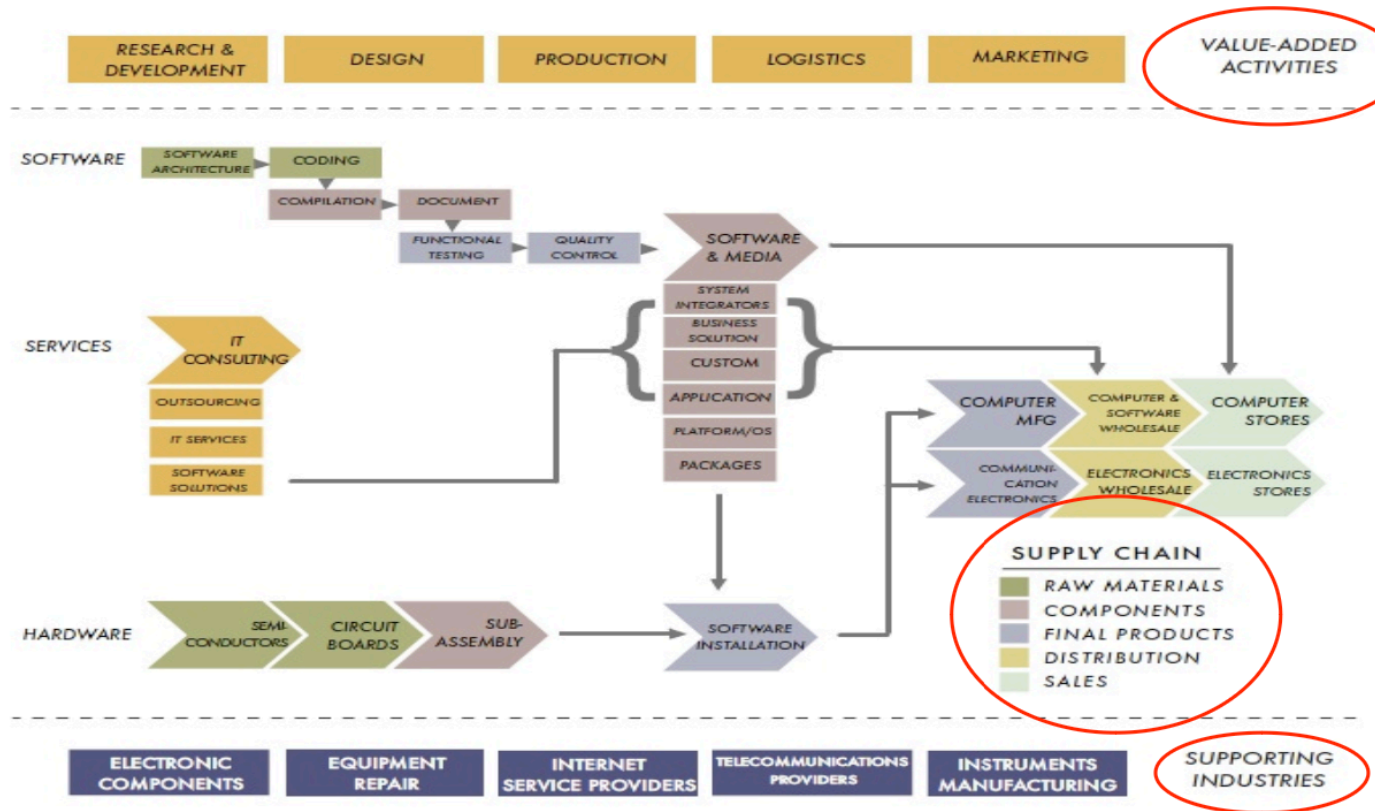 RESEARCH &
DEVELOPMENT
DESIGN
PRODUCTION
LOGISTICS
MARKETING
VALUE-ADDED
ACTIVITIES
SOFTWARE
SOFTWARE
ARCHITECTURE
CODING
COMPILATION
DOCUMENT
FUNCTIONAL
TESTING
QUALITY
CONTROL
SOFTWARE
& MEDIA
SYSTEM
INTEGRATORS
BUSINESS
SOLUTION
CUSTOM
APPLICATION
PLATFORM/OS
PACKAGES
SERVICES
IT
CONSULTING
OUTSOURCING
IT SERVICES
SOFTWARE
SOLUTIONS
COMPUTER
MFG
COMPUTER &
SOFTWARE
WHOLESALE
COMPUTER
STORES
COMMUNI-
CATION
ELECTRONICS
ELECTRONICS
WHOLESALE
ELECTRONICS
STORES
HARDWARE
SEMI-
CONDUCTORS
CIRCUIT
BOARDS
SUB-
ASSEMBLY
SOFTWARE
INSTALLATION
SUPPLY CHAIN
RAW MATERIALS
COMPONENTS
FINAL PRODUCTS
DISTRIBUTION
SALES
ELECTRONIC
COMPONENTS
EQUIPMENT
REPAIR
INTERNET
SERVICE PROVIDERS
TELECOMMUNICATIONS
PROVIDERS
INSTRUMENTS
MANUFACTURING
SUPPORTING
INDUSTRIES